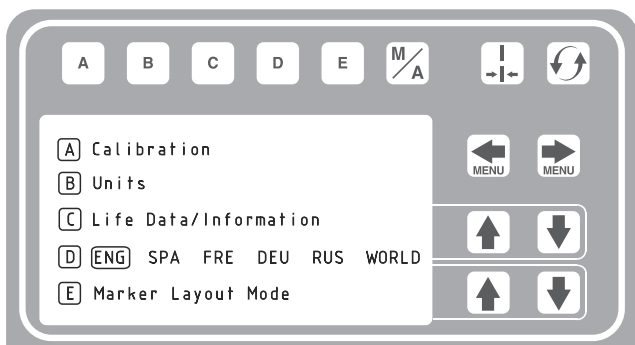 A B C D E M/A
A Calibration
MENU MENU
B Units
C Life Data/Information
D ENG SPA FRE DEU RUS WORLD
E Marker Layout Mode